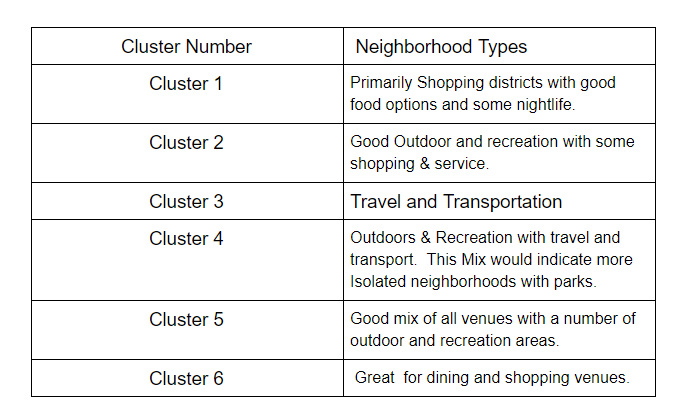 Cluster Number
Neighborhood Types
Cluster 1
Primarily Shopping districts with good
food options and some nightlife.
Cluster 2
Good Outdoor and recreation with some
shopping & service.
Cluster 3
Travel and Transportation
Cluster 4
Outdoors & Recreation with travel and
transport.  This Mix would indicate more
Isolated neighborhoods with parks.
Cluster 5
Good mix of all venues with a number of
outdoor and recreation areas.
Cluster 6
Great  for dining and shopping venues.